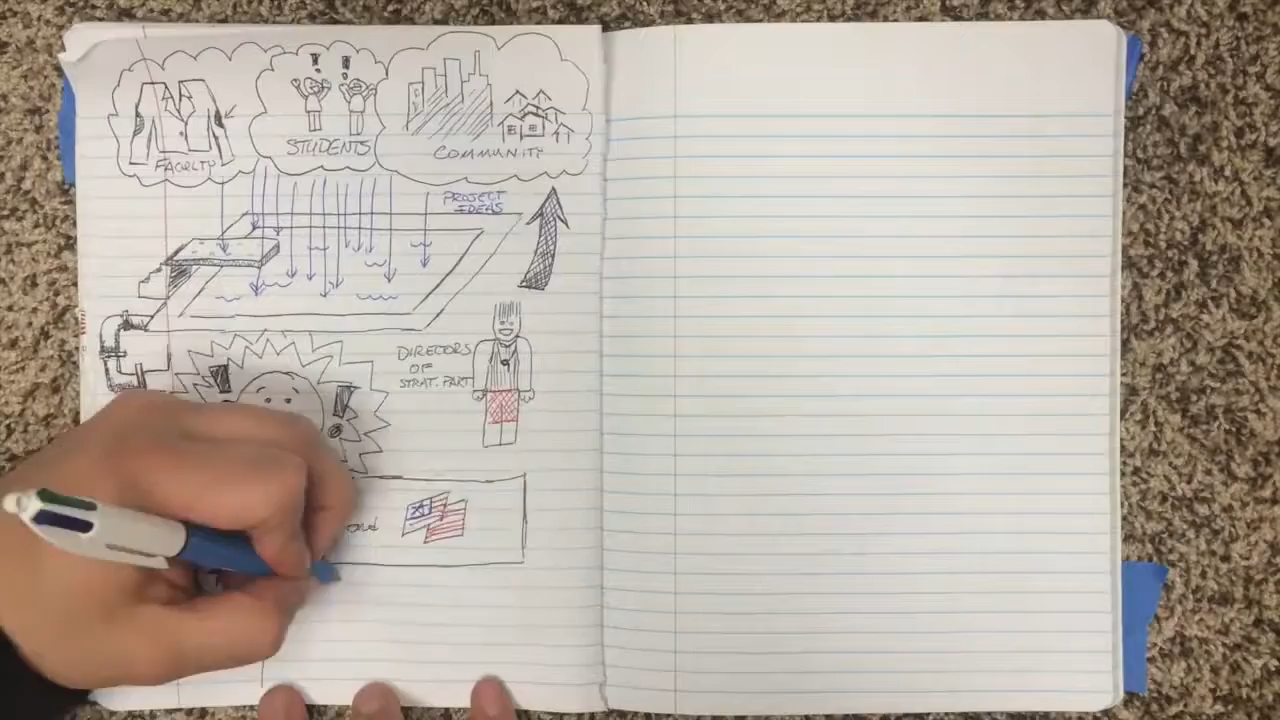 FACULTY
STUDENTS
COMMUNITY
PROJECT
IDEAS
DIRECTORS
OF
STRAT. PART.